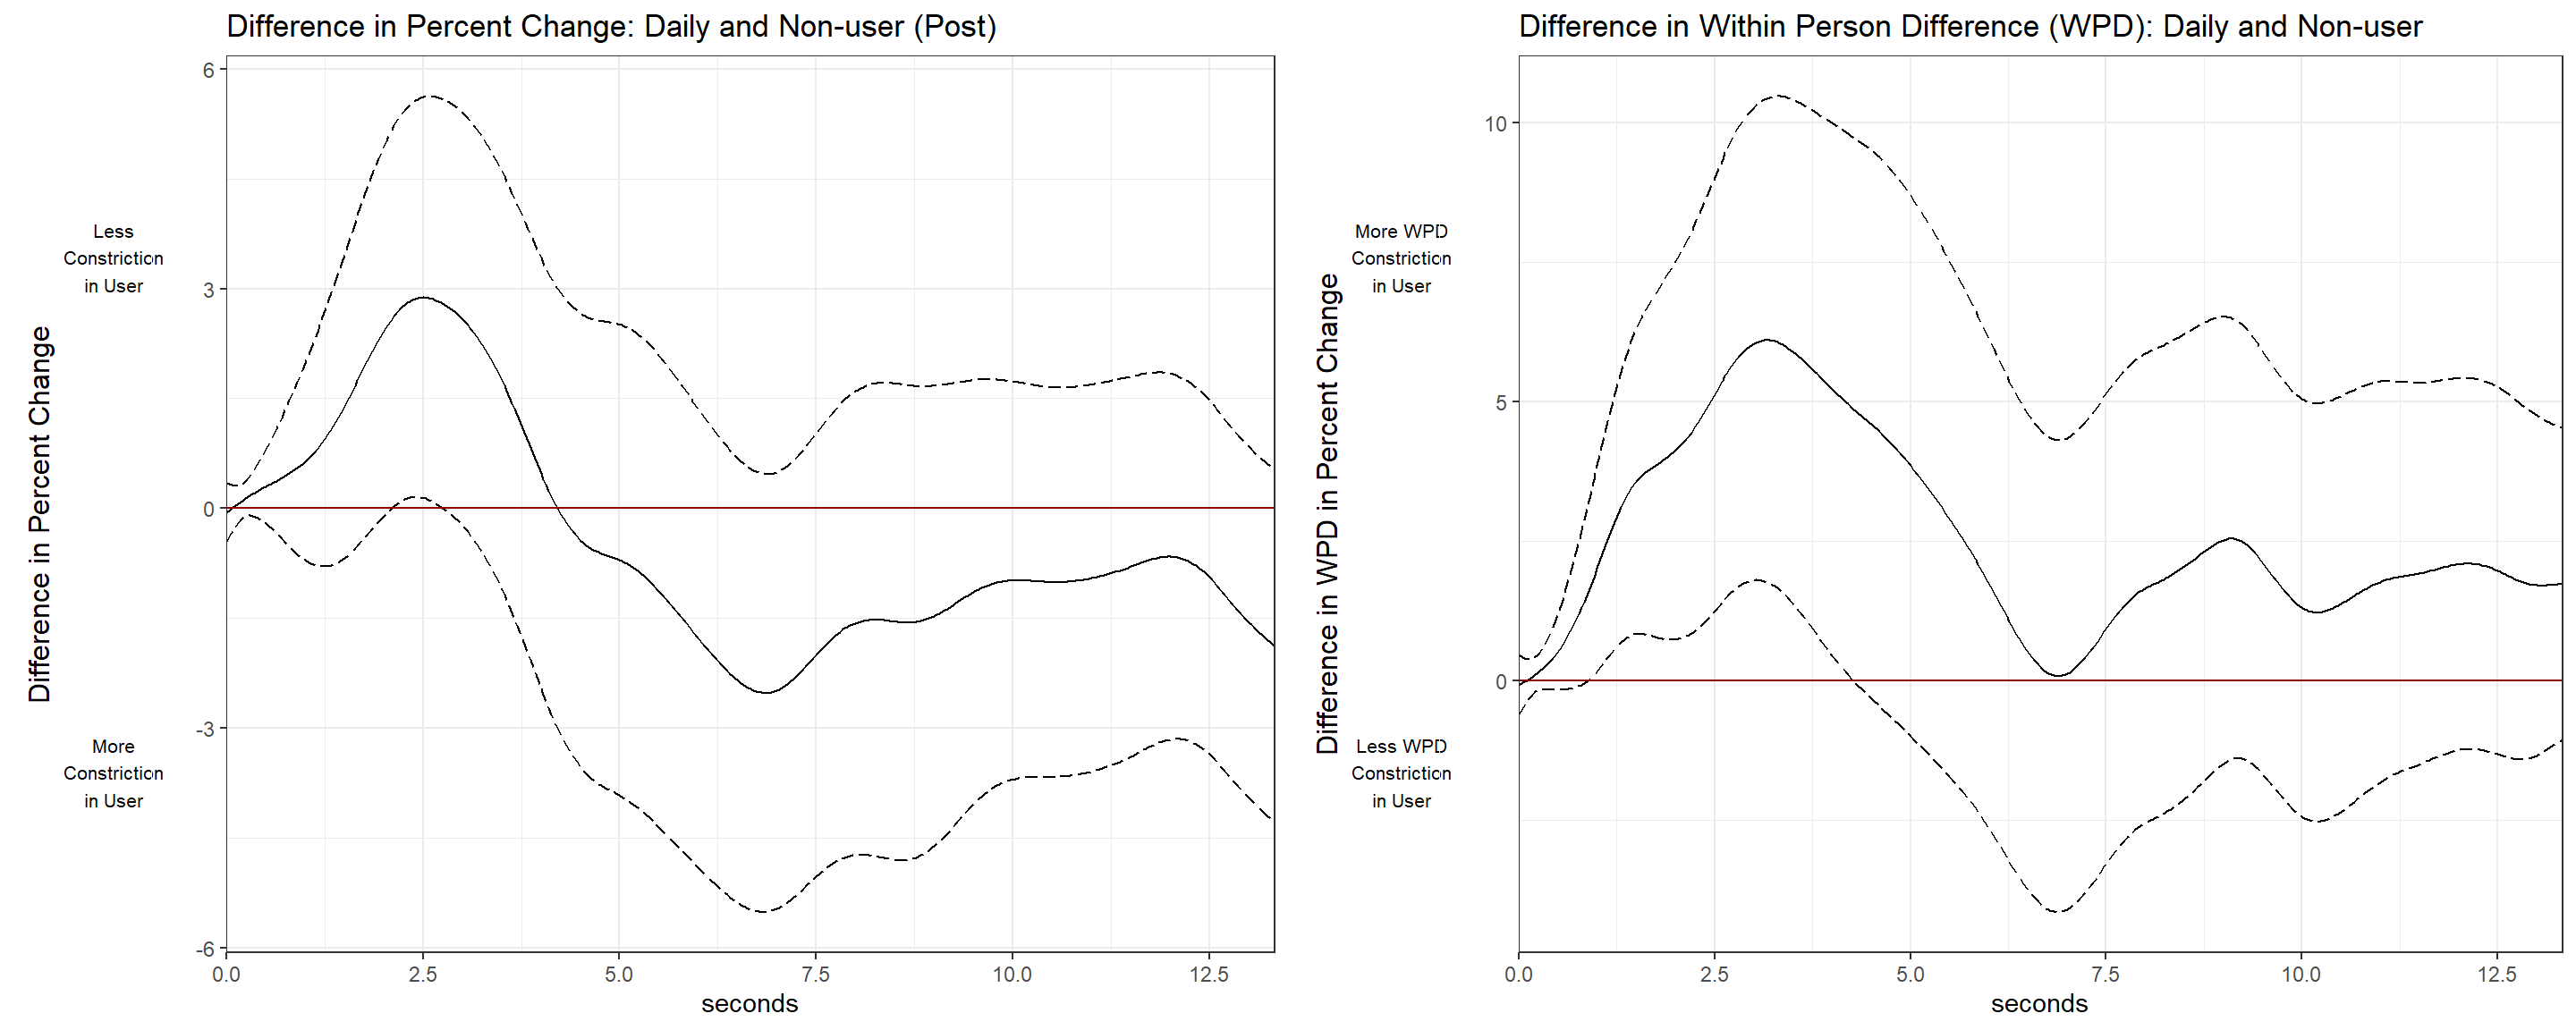 Difference in Percent Change: Daily and Non-user (Post)
6
3
0
-3
-6
Less
Constriction
in User
More
Constriction
in User
Difference in Percent Change
0.0 2.5 5.0 7.5 10.0 12.5
seconds
Difference in Within Person Difference (WPD): Daily and Non-user
10
5
0
More WPD
Constriction
in User
Less WPD
Constriction
in User
Difference in WPD in Percent Change
0.0 2.5 5.0 7.5 10.0 12.5
seconds